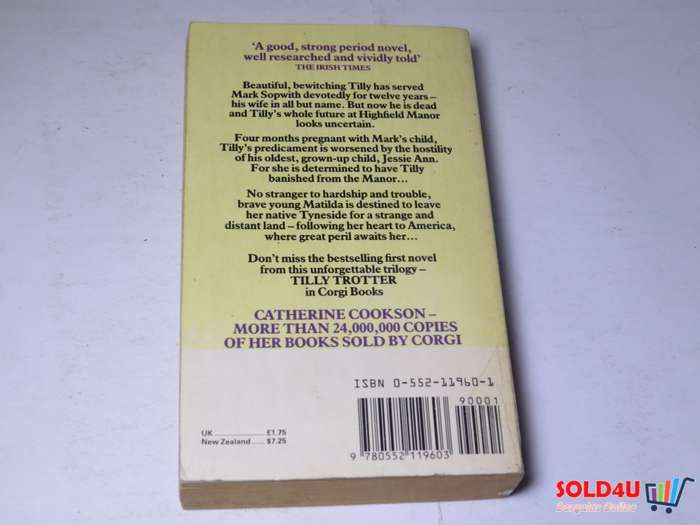 ‘A good, strong period novel,
well researched and vividly told’
THE IRISH TIMES
Beautiful, bewitching Tilly has served
Mark Sopwith devotedly for twelve years –
his wife in all but name. But now he is dead
and Tilly’s whole future at Highfield Manor
looks uncertain.
Four months pregnant with Mark’s child,
Tilly’s predicament is worsened by the hostility
of his oldest, grown-up child, Jessie Ann.
For she is determined to have Tilly
banished from the Manor...
No stranger to hardship and trouble,
brave young Matilda is destined to leave
her native Tyneside for a strange and
distant land – following her heart to America,
where great peril awaits her...
Don’t miss the bestselling first novel
from this unforgettable trilogy –
TILLY TROTTER
in Corgi Books
CATHERINE COOKSON –
MORE THAN 24,000,000 COPIES
OF HER BOOKS SOLD BY CORGI
ISBN 0-552-11960-1
90001
UK ................ £1.75
New Zealand ..... $7.25
9 780552 119603
SOLD4U
Bargains Online